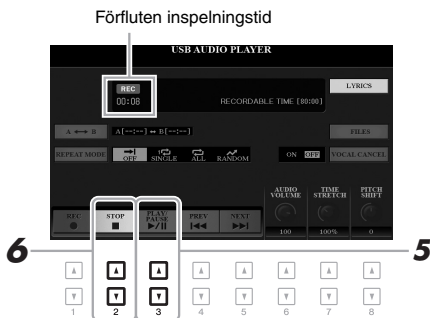 Förfluten inspelningstid
USB AUDIO PLAYER
REC
00:08
RECORDABLE TIME [80:00]
LYRICS
A ↔ B
A[--:--] ↔ B[--:--]
FILES
REPEAT MODE
OFF
SINGLE
ALL
RANDOM
ON OFF
VOCAL CANCEL
AUDIO VOLUME
TIME STRETCH
PITCH SHIFT
REC
STOP
PLAY/PAUSE
PREV
NEXT
100
100%
0
6
5
1 2 3 4 5 6 7 8